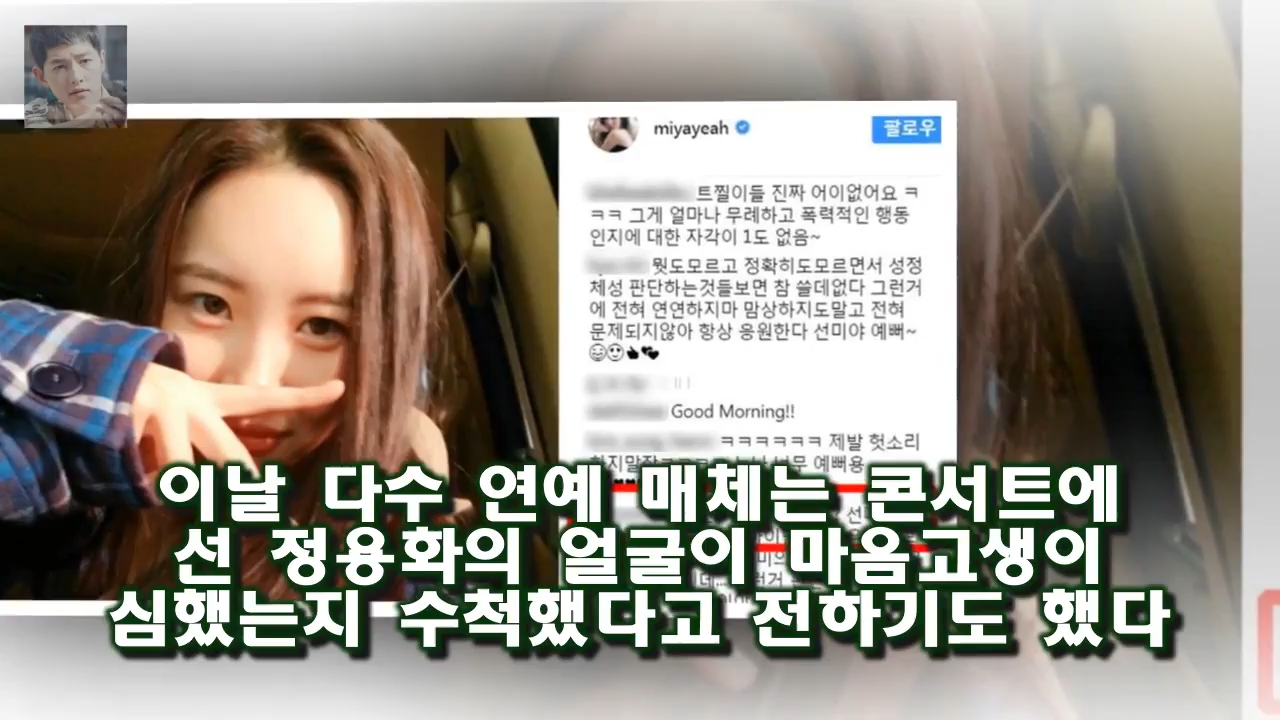 miyayeah
팔로우
트찔이들 진짜 어이없어요 ㅋ
ㅋㅋ 그게 얼마나 무례하고 폭력적인 행동
인지에 대한 자각이 1도 없음~
뭣도모르고 정확히도모르면서 성정
체성 판단하는것들보면 참 쓸데없다 그런거
에 전혀 연연하지마 맘상하지도말고 전혀
문제되지않아 항상 응원한다 선미야 예뻐~
Good Morning!!
ㅋㅋㅋㅋㅋㅋ 제발 헛소리
예뻐용
이날 다수 연예 매체는 콘서트에
선 정용화의 얼굴이 마음고생이
심했는지 수척했다고 전하기도 했다